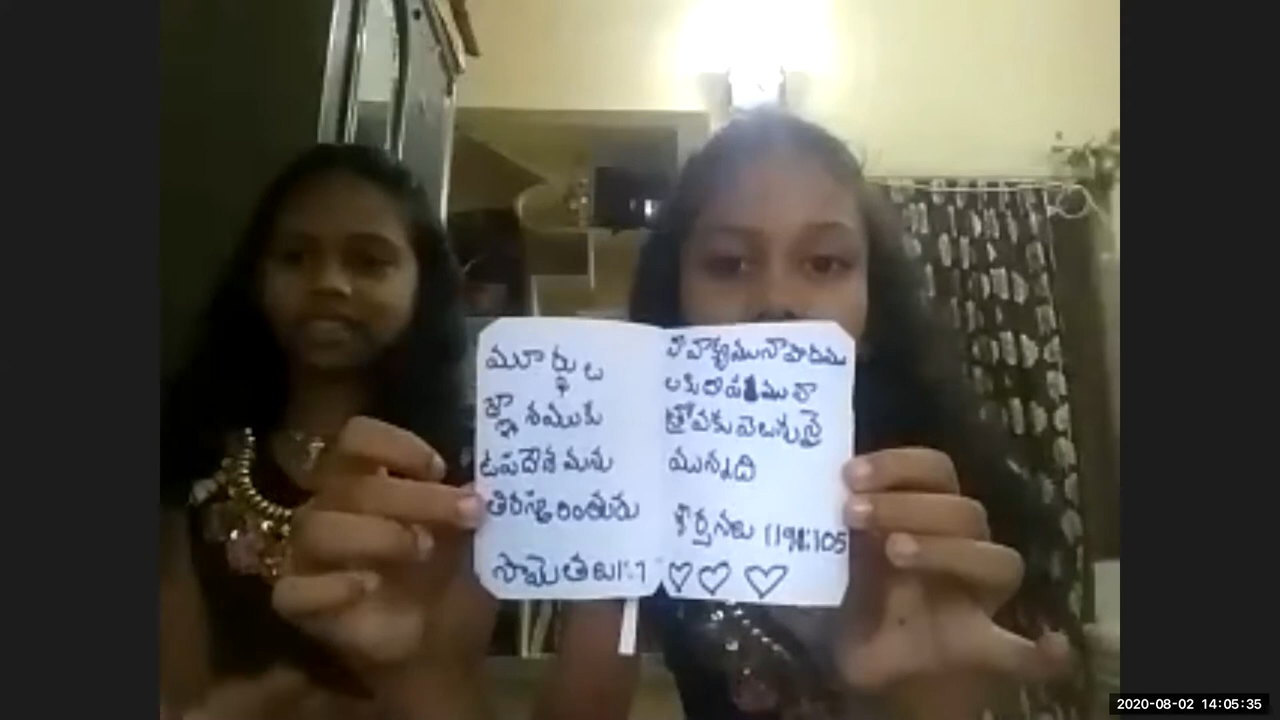 మూర్ఖుల
జ్ఞానముకు
ఉపదేశమను
తిరస్కరింతురు
సామెతలు 1:7
నీ వాక్యము నా పాదము
లకు దీపము నా
త్రోవకు వెలుగునై
యున్నది
కీర్తనలు (119:105
2020-08-02 14:05:35